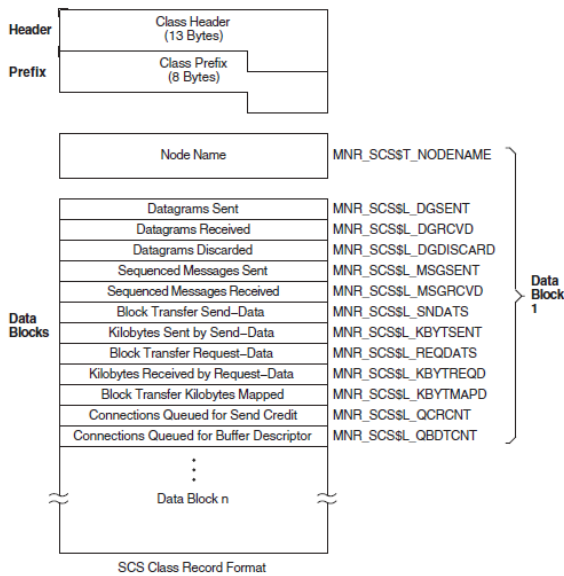 Header
Class Header
(13 Bytes)
Prefix
Class Prefix
(8 Bytes)
Node Name MNR_SCS$T_NODENAME
Datagrams Sent MNR_SCS$L_DGSENT
Datagrams Received MNR_SCS$L_DGRCVD
Datagrams Discarded MNR_SCS$L_DGDISCARD
Sequenced Messages Sent MNR_SCS$L_MSGSENT
Sequenced Messages Received MNR_SCS$L_MSGRCVD
Block Transfer Send–Data MNR_SCS$L_SNDATS
Kilobytes Sent by Send–Data MNR_SCS$L_KBYTSENT
Block Transfer Request–Data MNR_SCS$L_REQDATS
Kilobytes Received by Request–Data MNR_SCS$L_KBYTREQD
Block Transfer Kilobytes Mapped MNR_SCS$L_KBYTMAPD
Connections Queued for Send Credit MNR_SCS$L_QCRCNT
Connections Queued for Buffer Descriptor MNR_SCS$L_QBDTCNT
Data
Blocks
Data
Block
1
Data Block n
SCS Class Record Format